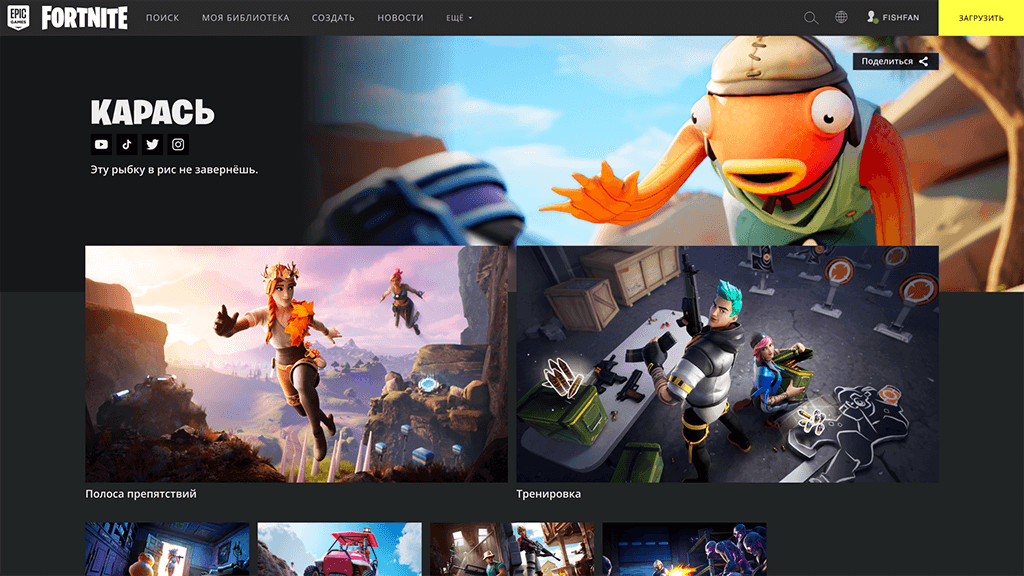 EPIC
GAMES
FORTNITE
ПОИСК
МОЯ БИБЛИОТЕКА
СОЗДАТЬ
НОВОСТИ
ЕЩЁ
FISHFAN
ЗАГРУЗИТЬ
Поделиться
КАРАСЬ
Эту рыбку в рис не завернёшь.
Полоса препятствий
Тренировка